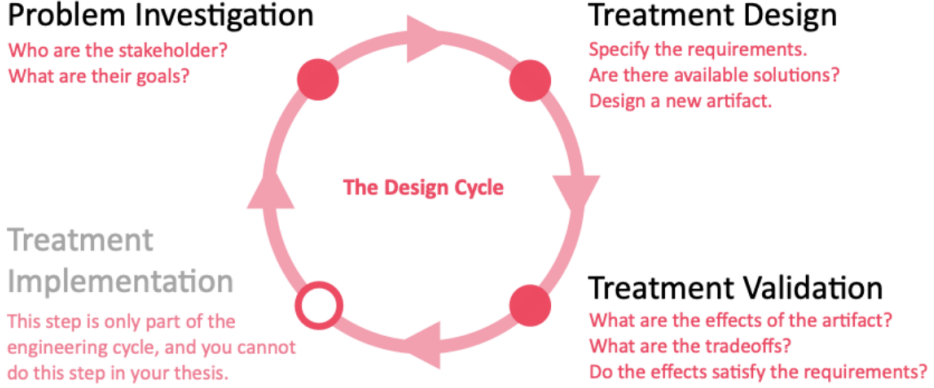 Problem Investigation
Who are the stakeholder?
What are their goals?
Treatment Design
Specify the requirements.
Are there available solutions?
Design a new artifact.
The Design Cycle
Treatment
Implementation
This step is only part of the
engineering cycle, and you cannot
do this step in your thesis.
Treatment Validation
What are the effects of the artifact?
What are the tradeoffs?
Do the effects satisfy the requirements?